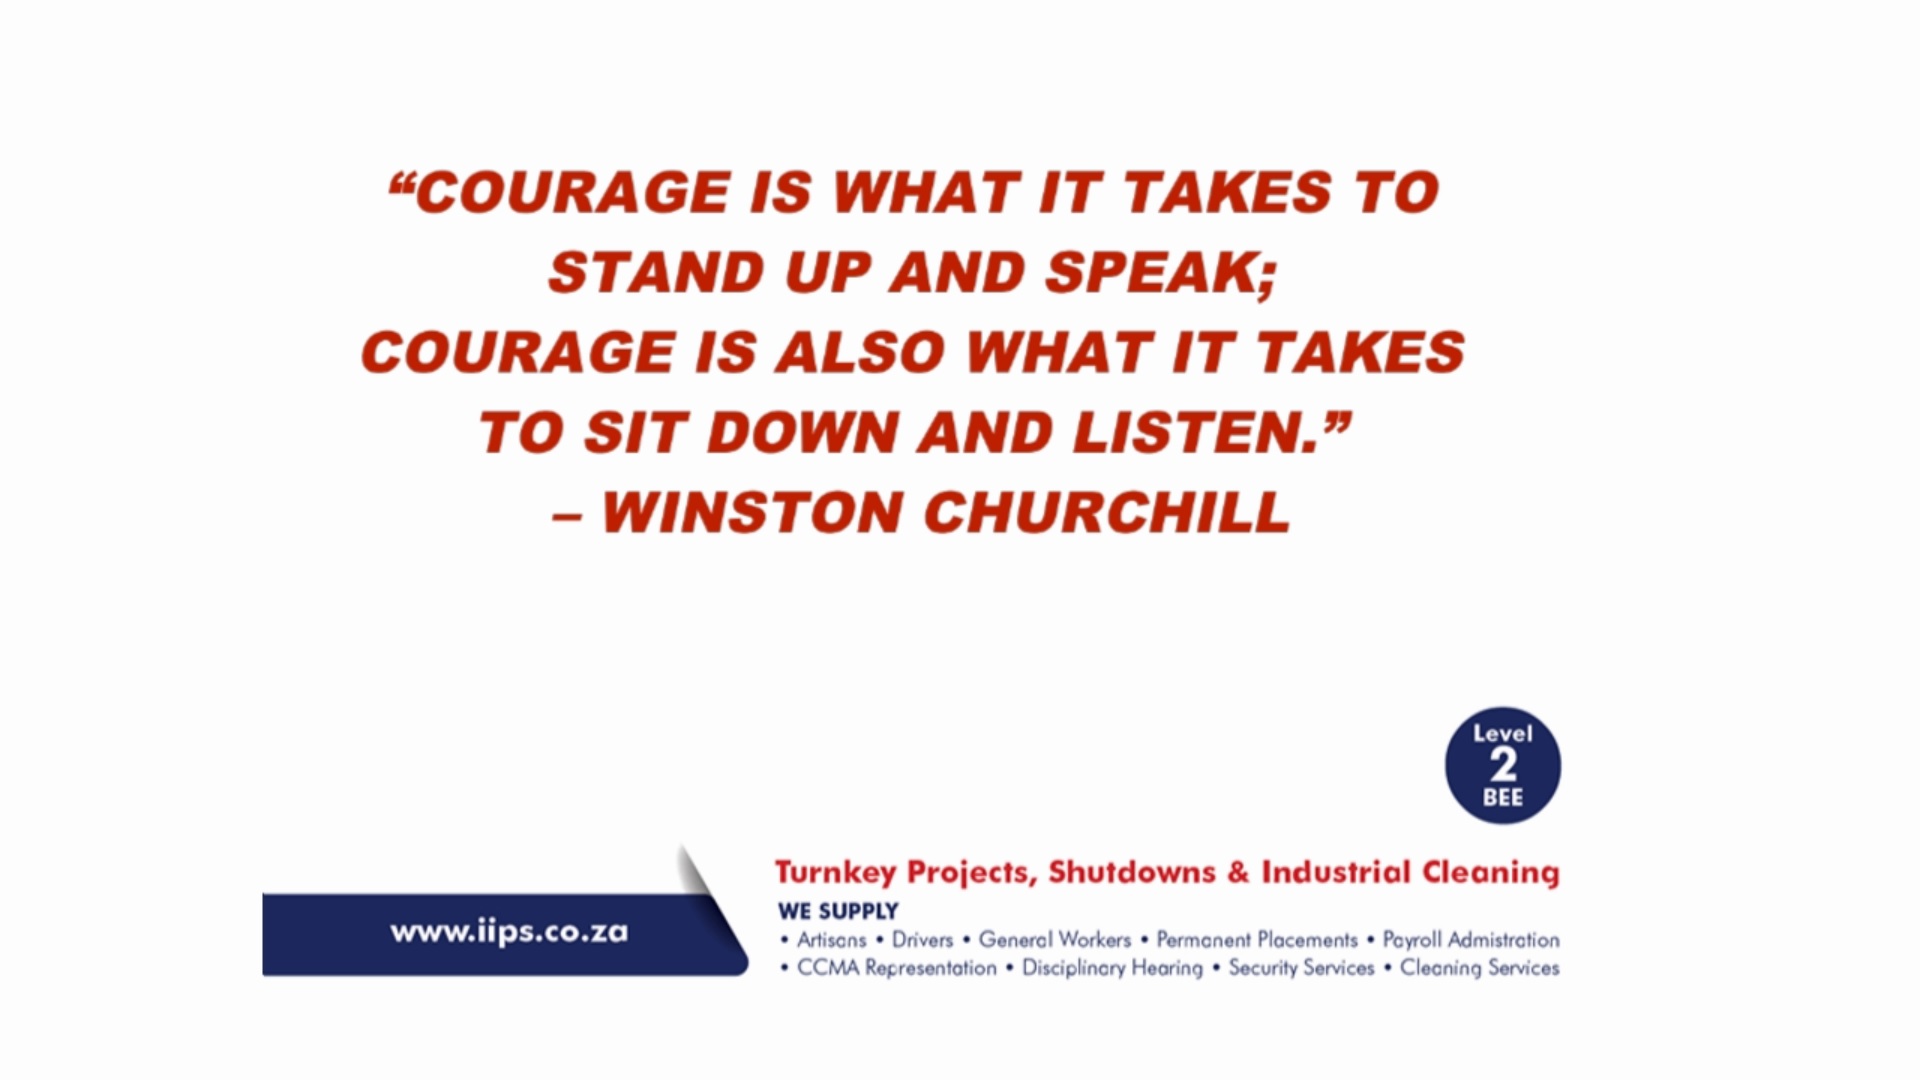 “COURAGE IS WHAT IT TAKES TO
STAND UP AND SPEAK;
COURAGE IS ALSO WHAT IT TAKES
TO SIT DOWN AND LISTEN.”
– WINSTON CHURCHILL
Level
2
BEE
Turnkey Projects, Shutdowns & Industrial Cleaning
WE SUPPLY
• Artisans • Drivers • General Workers • Permanent Placements • Payroll Admistration
• CCMA Representation • Disciplinary Hearing • Security Services • Cleaning Services
www.iips.co.za